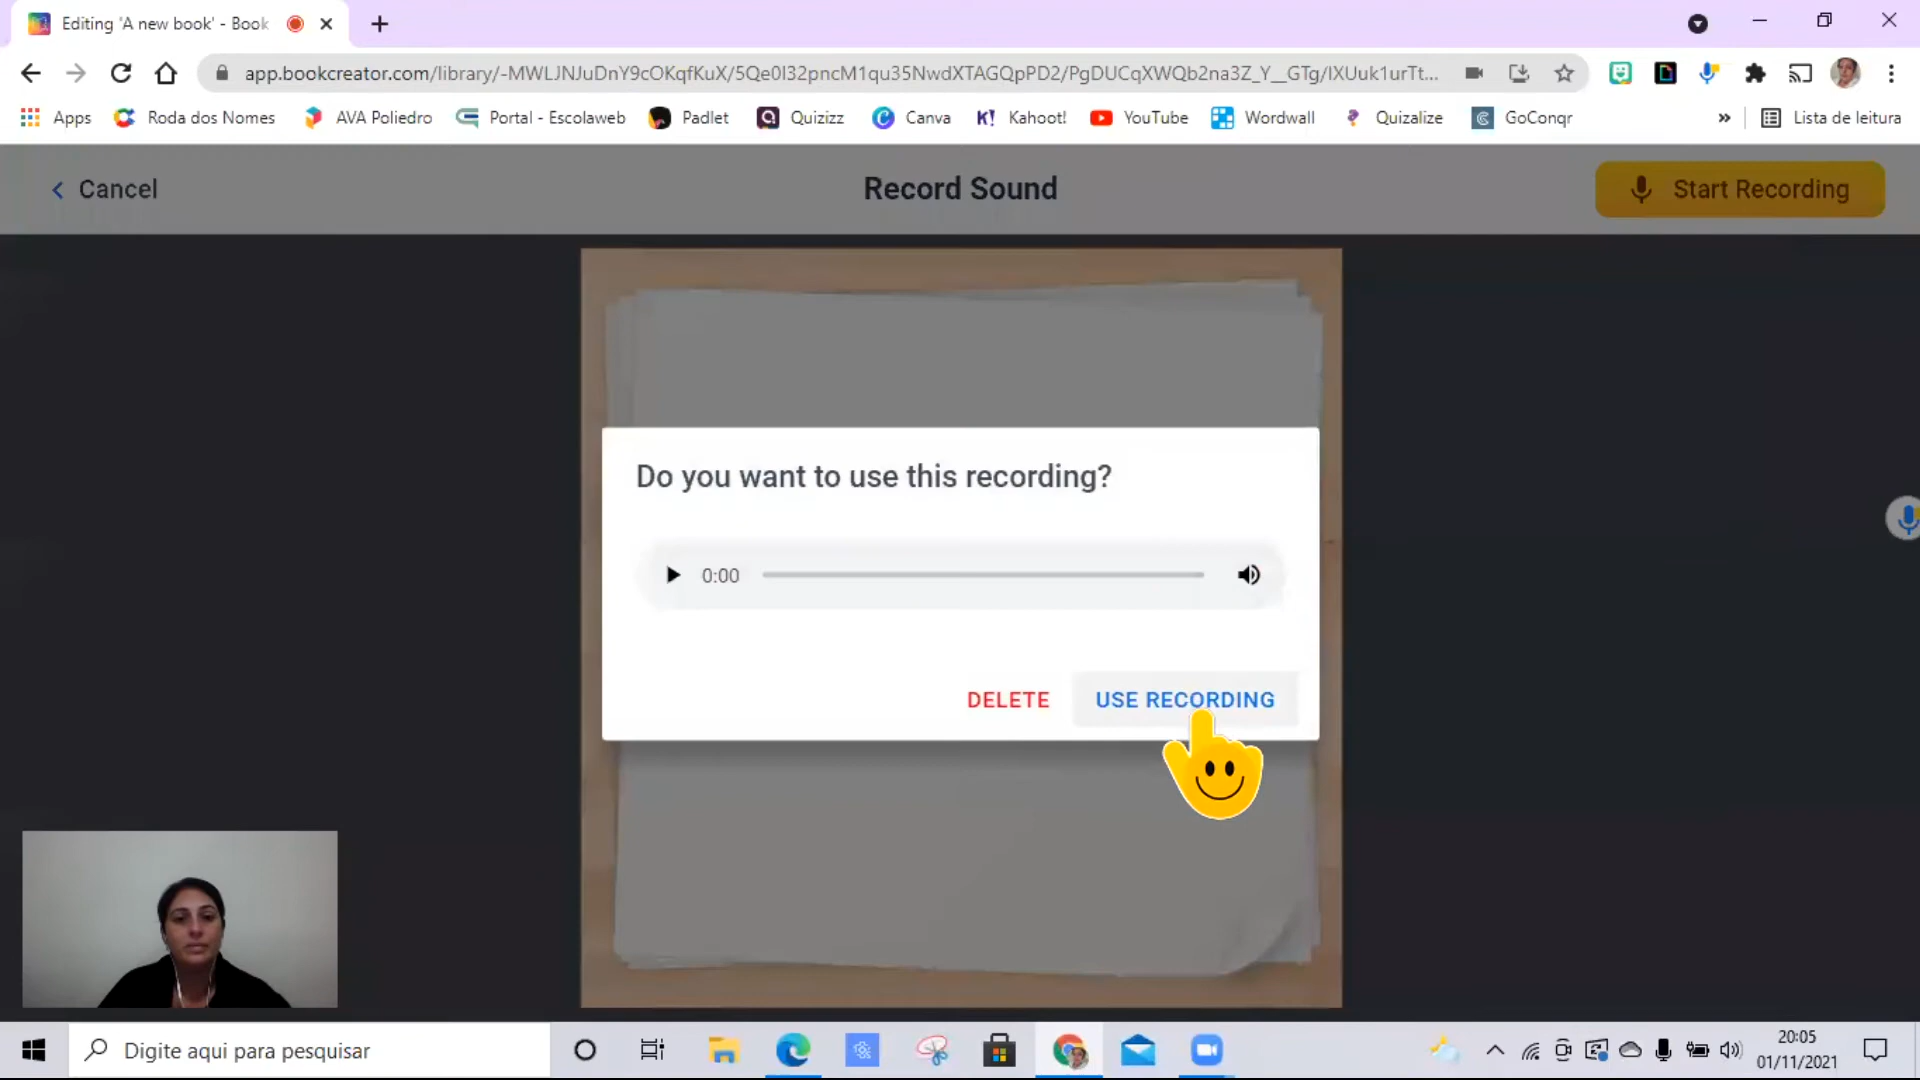 Editing 'A new book' - Book
app.bookcreator.com/library/-MWLJNJuDnY9cOKqfKuX/5Qe0I32pncM1qu35NwdXTAGQpPD2/PgDUCqXWQb2na3Z_Y__GTg/IXUuk1urTt...
Apps Roda dos Nomes AVA Poliedro Portal - Escolaweb Padlet Quizizz Canva K! Kahoot! YouTube Wordwall Quizalize GoConqr » Lista de leitura
Cancel Record Sound Start Recording
Do you want to use this recording?
0:00
DELETE USE RECORDING
Digite aqui para pesquisar 20:05
01/11/2021